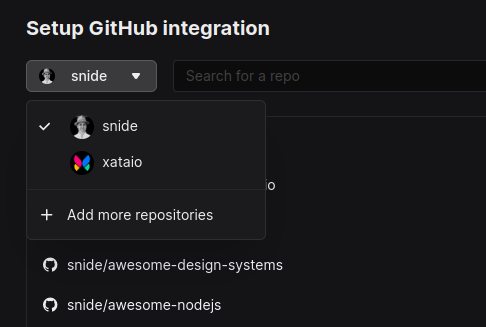 Setup GitHub integration
snide
Search for a repo
snide
xataio
io
Add more repositories
snide/awesome-design-systems
snide/awesome-nodejs